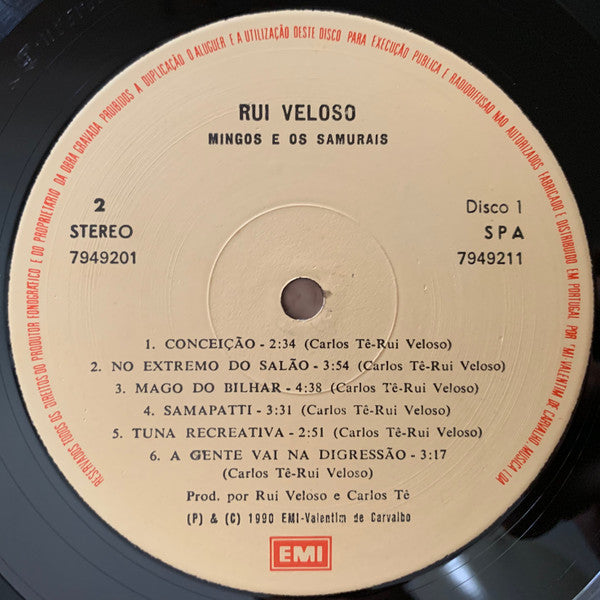 RESERVADOS TODOS OS DIREITOS DO PRODUTOR FONOGRÁFICO E E DO PROPRIETÁRIO DA OBRA GRAVADA PROIBIDOS A DUPLICAÇÃO O ALUGUER E A UTILIZAÇÃO DESTE DISCO PARA EXECUÇÃO PUBLICA E RADIODIFUSÃO NÃO AUTORIZADOS FABRICADO E DISTRIBUIDO EM PORTUGAL POR EMI VALENTIM DE CARVALHO MUSICA LDA
RUI VELOSO
MINGOS E OS SAMURAIS
2
STEREO
7949201
Disco 1
SPA
7949211
1. CONCEIÇÃO - 2:34 (Carlos Tê-Rui Veloso)
2. NO EXTREMO DO SALÃO - 3:54 (Carlos Tê-Rui Veloso)
3. MAGO DO BILHAR - 4:38 (Carlos Tê-Rui Veloso)
4. SAMAPATTI - 3:31 (Carlos Tê-Rui Veloso)
5. TUNA RECREATIVA - 2:51 (Carlos Tê-Rui Veloso)
6. A GENTE VAI NA DIGRESSÃO - 3:17
(Carlos Tê-Rui Veloso)
Prod. por Rui Veloso e Carlos Tê
(P) & (C) 1990 EMI-Valentim de Carvalho
EMI